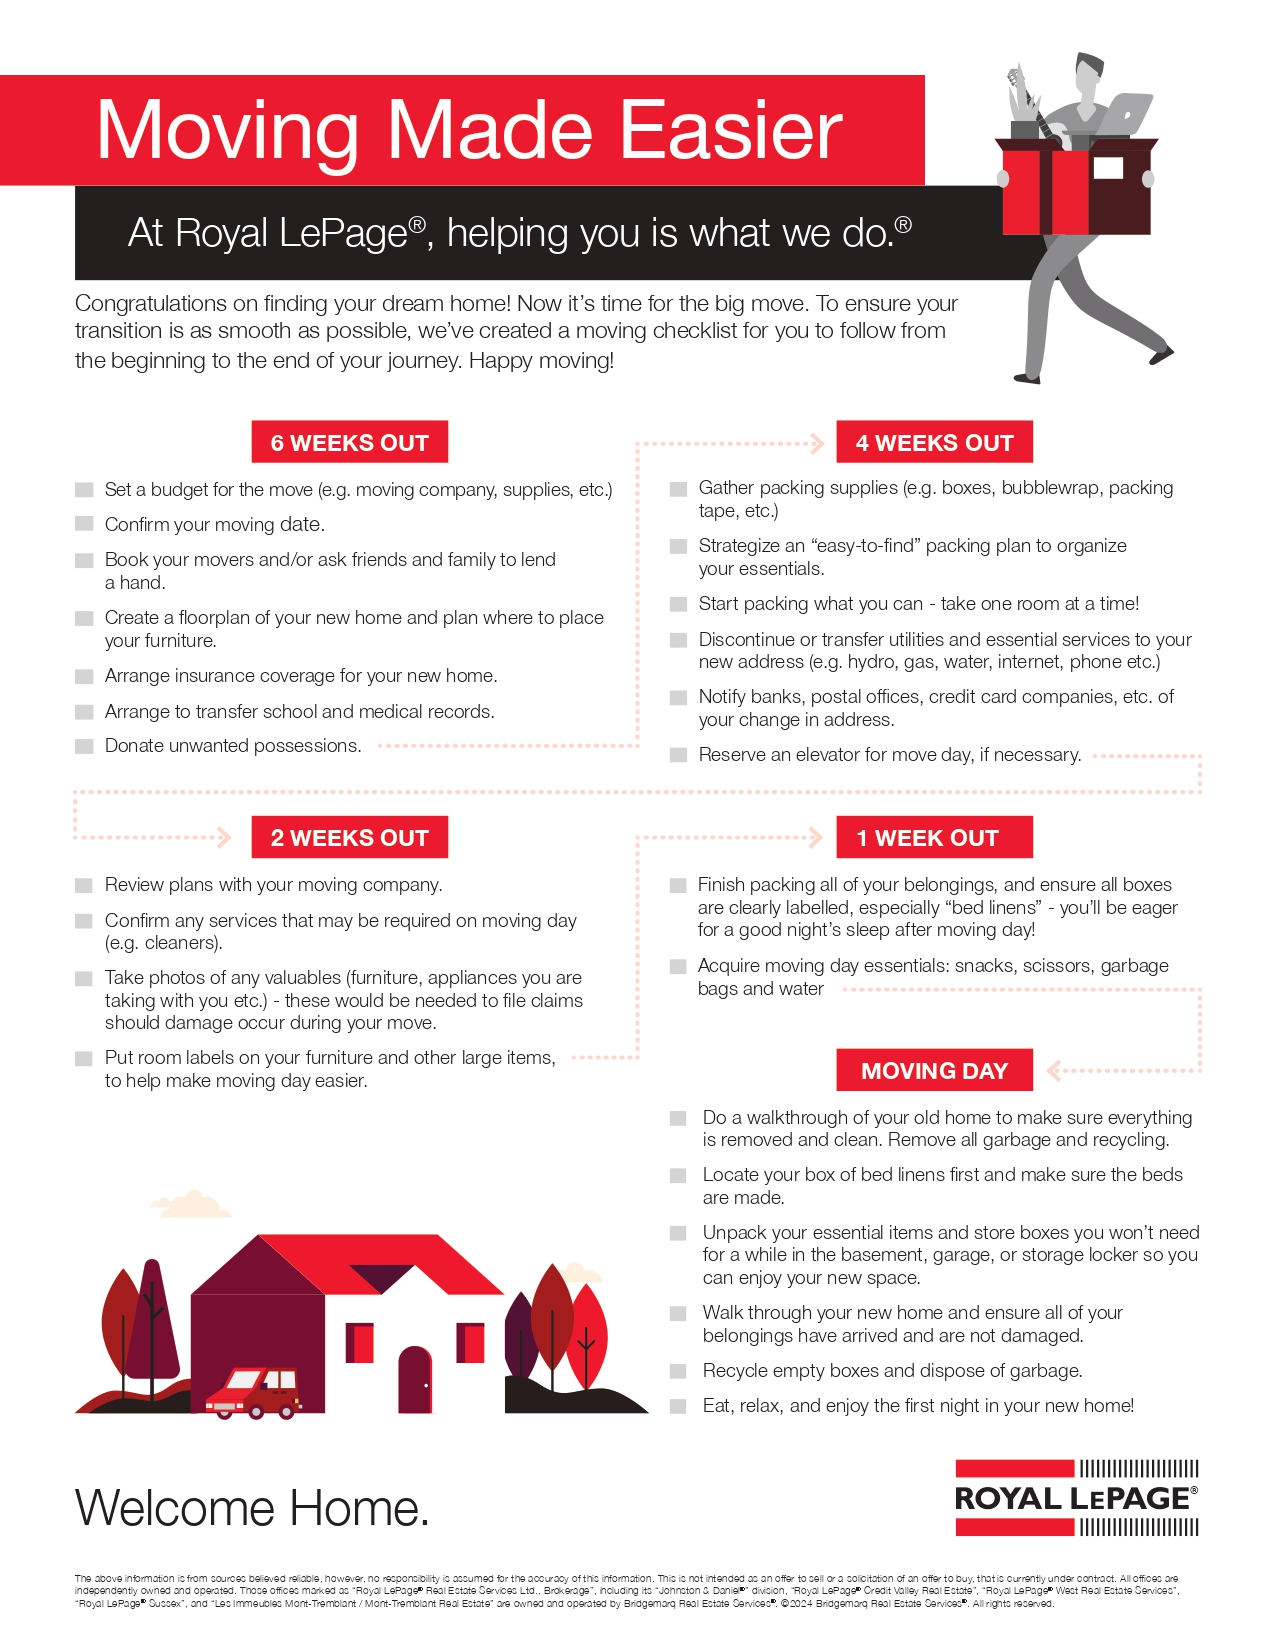 Moving Made Easier
At Royal LePage®, helping you is what we do.®
Congratulations on finding your dream home! Now it's time for the big move. To ensure your
transition is as smooth as possible, we've created a moving checklist for you to follow from
the beginning to the end of your journey. Happy moving!
6 WEEKS OUT
Set a budget for the move (e.g. moving company, supplies, etc.)
Confirm your moving date.
Book your movers and/or ask friends and family to lend
a hand.
Create a floorplan of your new home and plan where to place
your furniture.
Arrange insurance coverage for your new home.
Arrange to transfer school and medical records.
Donate unwanted possessions.
4 WEEKS OUT
Gather packing supplies (e.g. boxes, bubblewrap, packing
tape, etc.)
Strategize an “easy-to-find” packing plan to organize
your essentials.
Start packing what you can - take one room at a time!
Discontinue or transfer utilities and essential services to your
new address (e.g. hydro, gas, water, internet, phone etc.)
Notify banks, postal offices, credit card companies, etc. of
your change in address.
Reserve an elevator for move day, if necessary.
2 WEEKS OUT
Review plans with your moving company.
Confirm any services that may be required on moving day
(e.g. cleaners).
Take photos of any valuables (furniture, appliances you are
taking with you etc.) - these would be needed to file claims
should damage occur during your move.
Put room labels on your furniture and other large items,
to help make moving day easier.
1 WEEK OUT
Finish packing all of your belongings, and ensure all boxes
are clearly labelled, especially “bed linens” - you'll be eager
for a good night's sleep after moving day!
Acquire moving day essentials: snacks, scissors, garbage
bags and water
MOVING DAY
Do a walkthrough of your old home to make sure everything
is removed and clean. Remove all garbage and recycling.
Locate your box of bed linens first and make sure the beds
are made.
Unpack your essential items and store boxes you won't need
for a while in the basement, garage, or storage locker so you
can enjoy your new space.
Walk through your new home and ensure all of your
belongings have arrived and are not damaged.
Recycle empty boxes and dispose of garbage.
Eat, relax, and enjoy the first night in your new home!
Welcome Home.
ROYAL LEPAGE®
The above information is from sources believed reliable, however, no responsibility is assumed for the accuracy of this information. This is not intended as an offer to sell or a solicitation of an offer to buy, that is currently under contract. All offices are
independently owned and operated. Those offices marked as “Royal LePage® Real Estate Services Ltd., Brokerage”, including its “Johnston & Daniel®” division, “Royal LePage® Credit Valley Real Estate”, “Royal LePage® West Real Estate Services”,
“Royal LePage® Sussex”, and “Les Immeubles Mont-Tremblant / Mont-Tremblant Real Estate” are owned and operated by Bridgemarq Real Estate Services®. ©2024 Bridgemarq Real Estate Services®. All rights reserved.